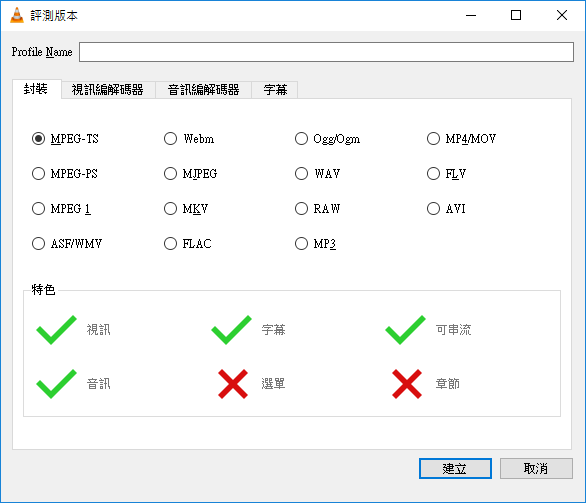 評測版本
Profile Name
封裝 視訊編解碼器 音訊編解碼器 字幕
MPEG-TS Webm Ogg/Ogm MP4/MOV
MPEG-PS MJPEG WAV FLV
MPEG 1 MKV RAW AVI
ASF/WMV FLAC MP3
特色
視訊 字幕 可串流
音訊 選單 章節
建立 取消